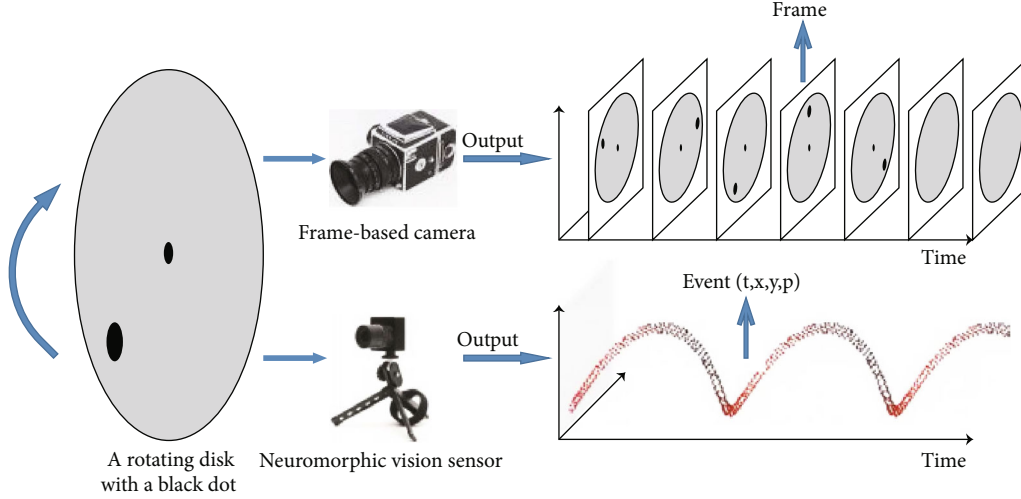 Frame
Output
Frame-based camera
Time
Event (t,x,y,p)
Output
A rotating disk
with a black dot
Neuromorphic vision sensor
Time